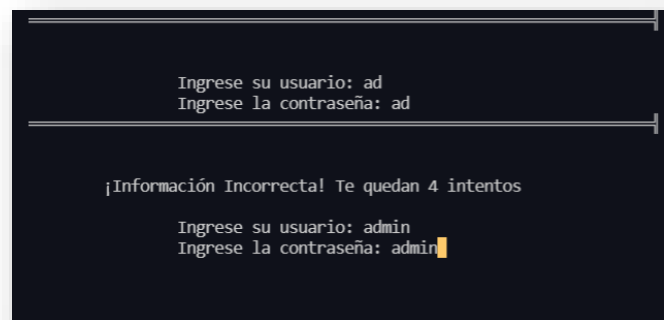 Ingrese su usuario: ad
Ingrese la contraseña: ad
¡Información Incorrecta! Te quedan 4 intentos
Ingrese su usuario: admin
Ingrese la contraseña: admin